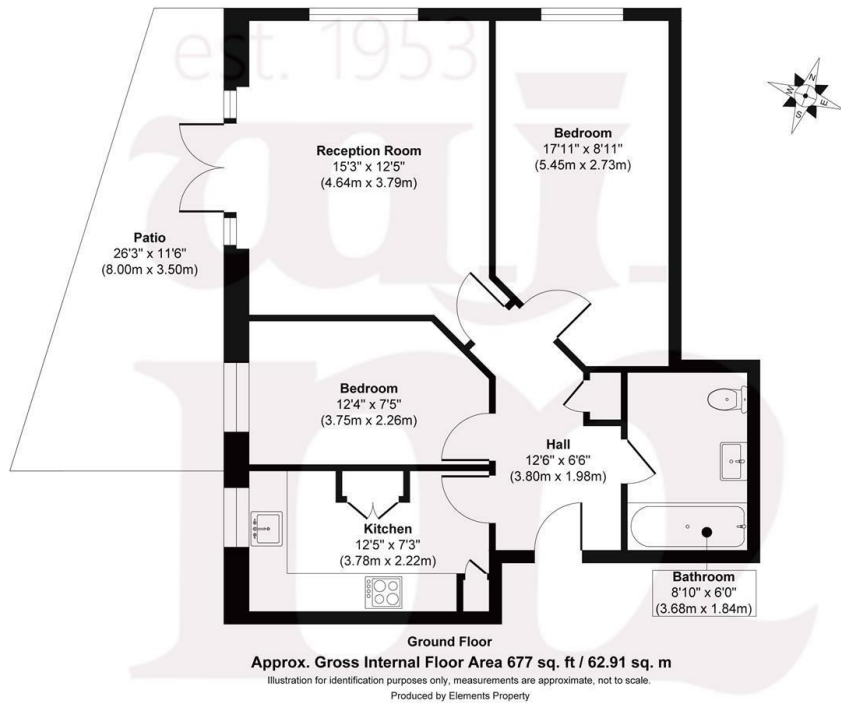 est. 1953
N
W
E
S
Reception Room
15'3" x 12'5"
(4.64m x 3.79m)
Bedroom
17'11" x 8'11"
(5.45m x 2.73m)
Patio
26'3" x 11'6"
(8.00m x 3.50m)
Bedroom
12'4" x 7'5"
(3.75m x 2.26m)
Hall
12'6" x 6'6"
(3.80m x 1.98m)
Kitchen
12'5" x 7'3"
(3.78m x 2.22m)
Bathroom
8'10" x 6'0"
(3.68m x 1.84m)
Ground Floor
Approx. Gross Internal Floor Area 677 sq. ft / 62.91 sq. m
Illustration for identification purposes only, measurements are approximate, not to scale.
Produced by Elements Property